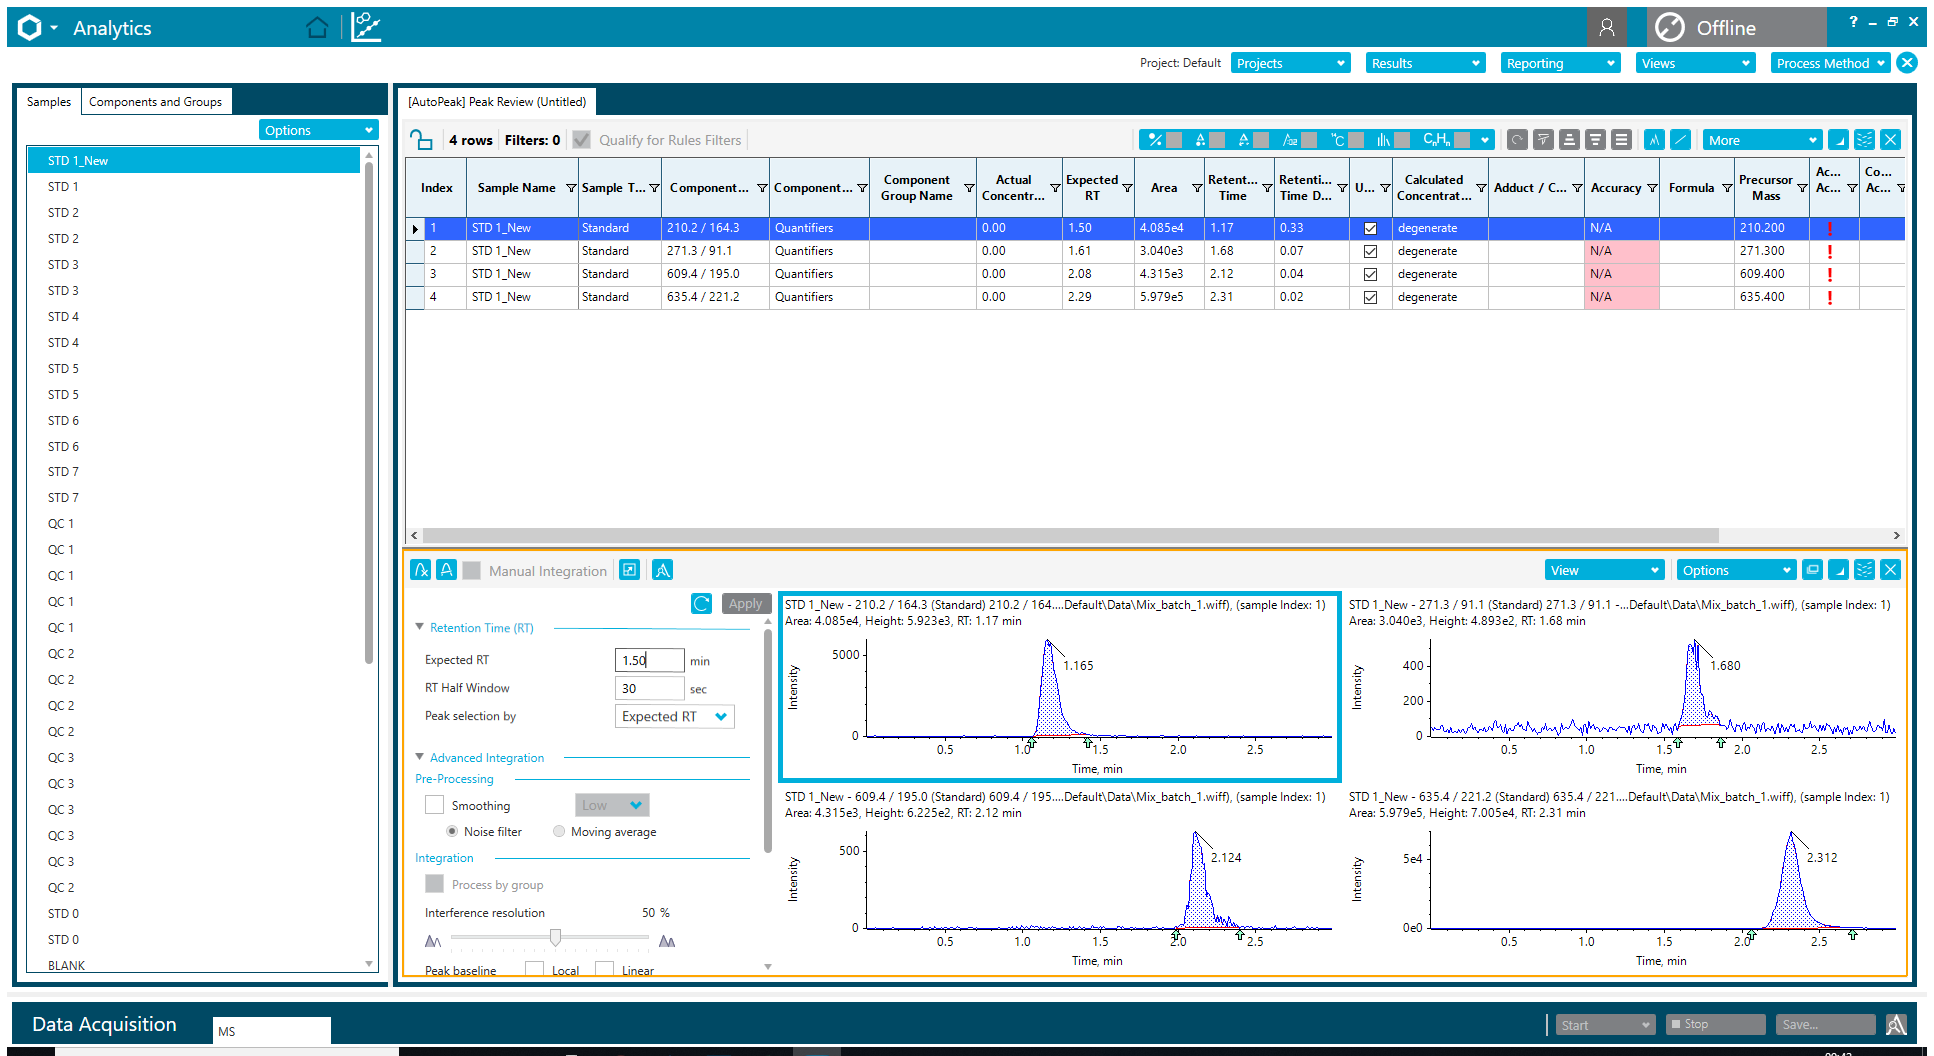 Analytics
Offline
?
Project: Default
Projects
Results
Reporting
Views
Process Method
Samples
Components and Groups
Options
STD 1_New
STD 1
STD 2
STD 2
STD 3
STD 3
STD 4
STD 4
STD 5
STD 5
STD 6
STD 6
STD 7
STD 7
QC 1
QC 1
QC 1
QC 1
QC 1
QC 2
QC 2
QC 2
QC 2
QC 3
QC 3
QC 3
QC 3
QC 3
QC 2
STD 0
STD 0
BLANK
[AutoPeak] Peak Review (Untitled)
4 rows Filters: 0 Qualify for Rules Filters
More
Index Sample Name Sample T... Component... Component... Component Group Name Actual Concentr... Expected RT Area Retent... Time Retenti... Time D... U... Calculated Concentrat... Adduct / C... Accuracy Formula Precursor Mass Ac... Ac... Co... Ac...
1 STD 1_New Standard 210.2 / 164.3 Quantifiers 0.00 1.50 4.085e4 1.17 0.33 degenerate N/A 210.200 !
2 STD 1_New Standard 271.3 / 91.1 Quantifiers 0.00 1.61 3.040e3 1.68 0.07 degenerate N/A 271.300 !
3 STD 1_New Standard 609.4 / 195.0 Quantifiers 0.00 2.08 4.315e3 2.12 0.04 degenerate N/A 609.400 !
4 STD 1_New Standard 635.4 / 221.2 Quantifiers 0.00 2.29 5.979e5 2.31 0.02 degenerate N/A 635.400 !
Manual Integration
View
Options
Apply
Retention Time (RT)
Expected RT 1.50 min
RT Half Window 30 sec
Peak selection by Expected RT
Advanced Integration
Pre-Processing
Smoothing Low
Noise filter Moving average
Integration
Process by group
Interference resolution 50 %
Peak baseline Local Linear
STD 1_New - 210.2 / 164.3 (Standard) 210.2 / 164....Default\Data\Mix_batch_1.wiff), (sample Index: 1)
Area: 4.085e4, Height: 5.923e3, RT: 1.17 min
Intensity
5000
0
1.165
0.5 1.0 1.5 2.0 2.5
Time, min
STD 1_New - 271.3 / 91.1 (Standard) 271.3 / 91.1 -...Default\Data\Mix_batch_1.wiff), (sample Index: 1)
Area: 3.040e3, Height: 4.893e2, RT: 1.68 min
Intensity
400
200
0
1.680
0.5 1.0 1.5 2.0 2.5
Time, min
STD 1_New - 609.4 / 195.0 (Standard) 609.4 / 195....Default\Data\Mix_batch_1.wiff), (sample Index: 1)
Area: 4.315e3, Height: 6.225e2, RT: 2.12 min
Intensity
500
0
2.124
0.5 1.0 1.5 2.0 2.5
Time, min
STD 1_New - 635.4 / 221.2 (Standard) 635.4 / 221....Default\Data\Mix_batch_1.wiff), (sample Index: 1)
Area: 5.979e5, Height: 7.005e4, RT: 2.31 min
Intensity
5e4
0e0
2.312
0.5 1.0 1.5 2.0 2.5
Time, min
Data Acquisition
MS
Start
Stop
Save...